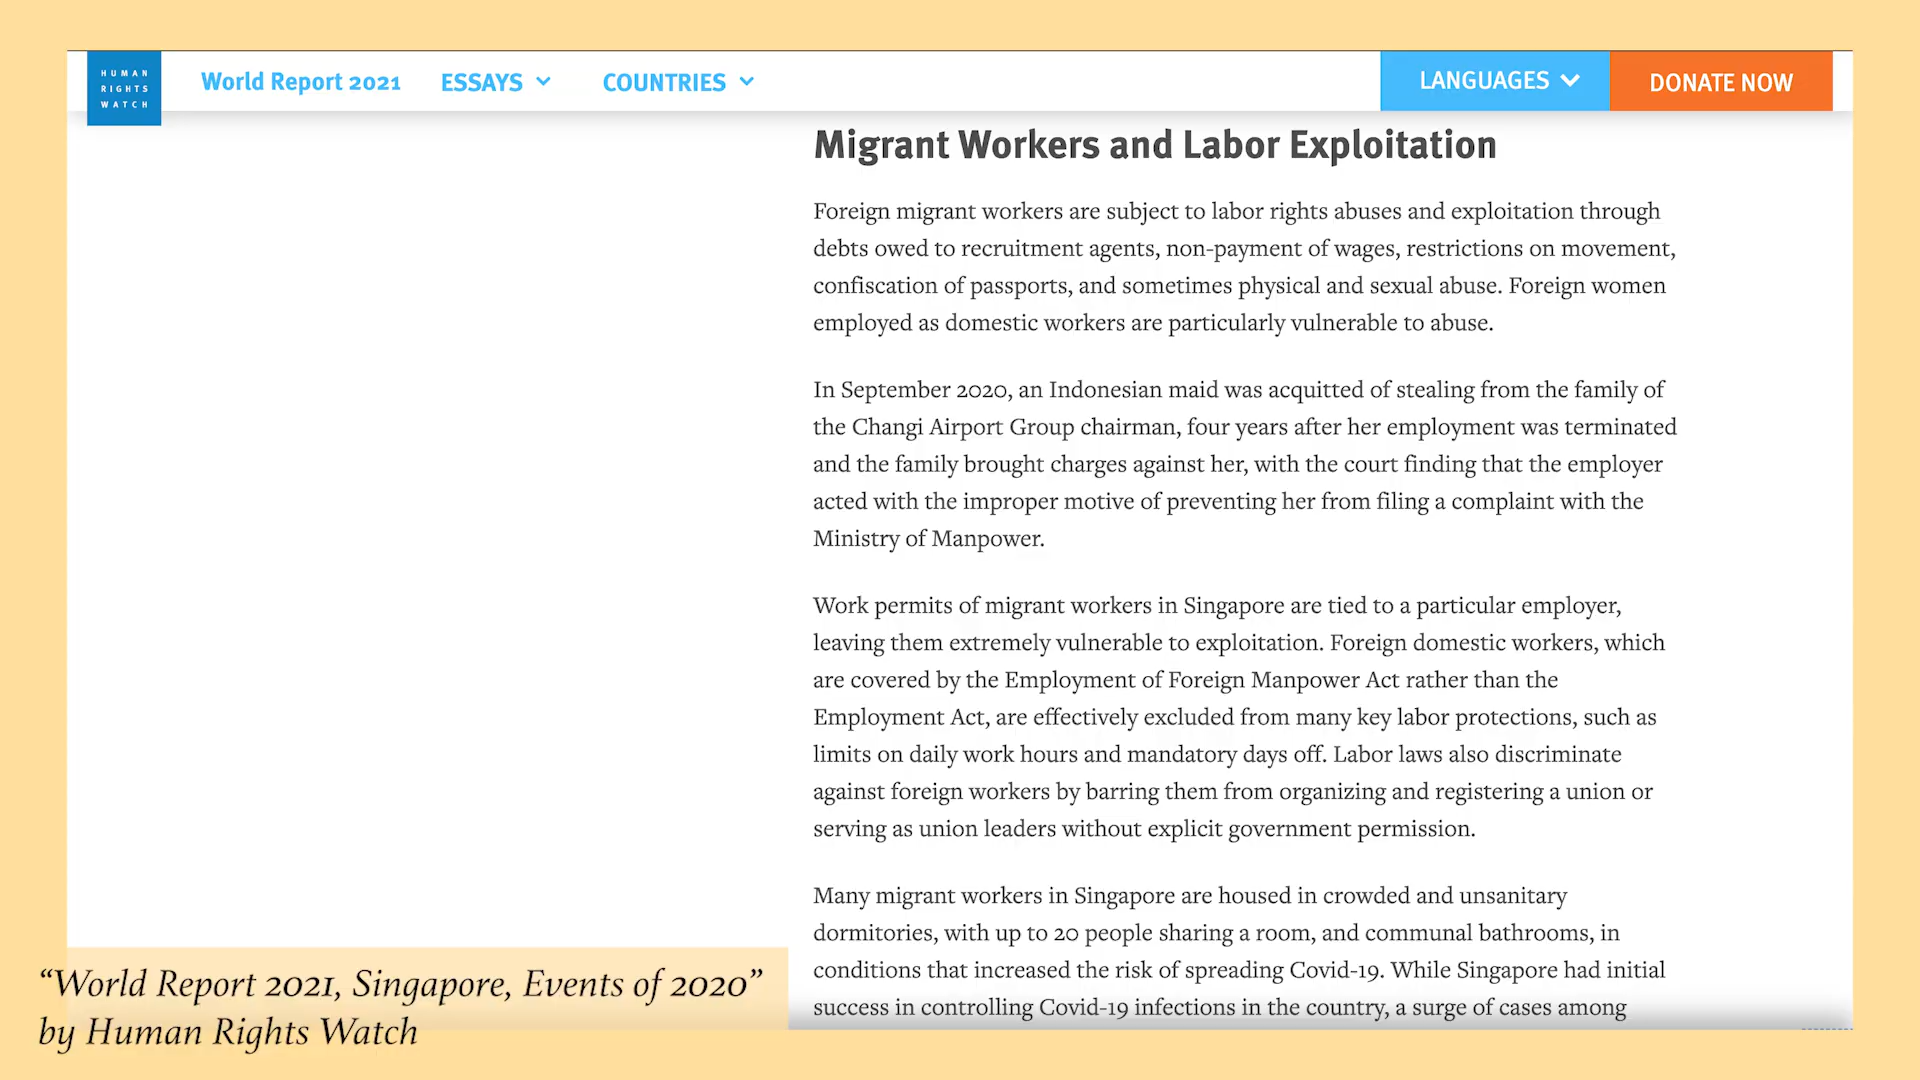 HUMAN
RIGHTS
WATCH
World Report 2021
ESSAYS
COUNTRIES
LANGUAGES
DONATE NOW
Migrant Workers and Labor Exploitation
Foreign migrant workers are subject to labor rights abuses and exploitation through
debts owed to recruitment agents, non-payment of wages, restrictions on movement,
confiscation of passports, and sometimes physical and sexual abuse. Foreign women
employed as domestic workers are particularly vulnerable to abuse.
In September 2020, an Indonesian maid was acquitted of stealing from the family of
the Changi Airport Group chairman, four years after her employment was terminated
and the family brought charges against her, with the court finding that the employer
acted with the improper motive of preventing her from filing a complaint with the
Ministry of Manpower.
Work permits of migrant workers in Singapore are tied to a particular employer,
leaving them extremely vulnerable to exploitation. Foreign domestic workers, which
are covered by the Employment of Foreign Manpower Act rather than the
Employment Act, are effectively excluded from many key labor protections, such as
limits on daily work hours and mandatory days off. Labor laws also discriminate
against foreign workers by barring them from organizing and registering a union or
serving as union leaders without explicit government permission.
Many migrant workers in Singapore are housed in crowded and unsanitary
dormitories, with up to 20 people sharing a room, and communal bathrooms, in
conditions that increased the risk of spreading Covid-19. While Singapore had initial
success in controlling Covid-19 infections in the country, a surge of cases among
“World Report 2021, Singapore, Events of 2020”
by Human Rights Watch